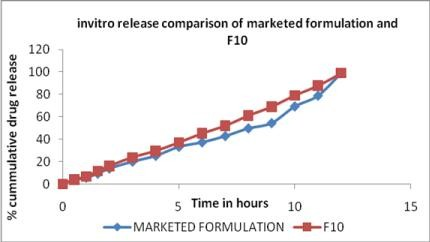 invitro release comparison of marketed formulation and
F10
% cummulative drug release
120
100
80
60
40
20
0
0 5 10 15
Time in hours
MARKETED FORMULATION F10